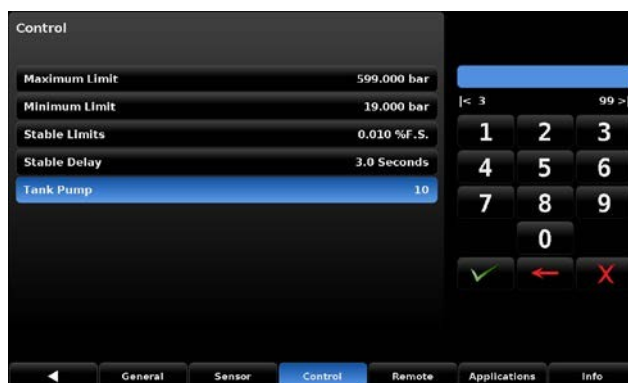 Control
Maximum Limit 599.000 bar
Minimum Limit 19.000 bar
Stable Limits 0.010 %F.S.
Stable Delay 3.0 Seconds
Tank Pump 10
|< 3 99 >|
1 2 3
4 5 6
7 8 9
0
General Sensor Control Remote Applications Info